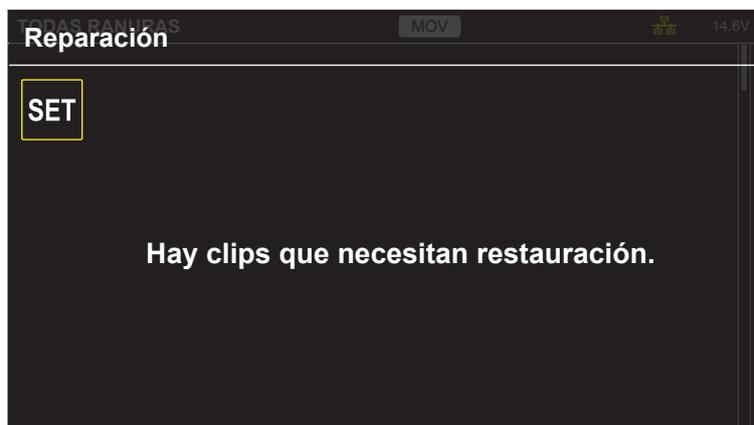 TODAS RANURAS MOV 14.6V
Reparación
SET
Hay clips que necesitan restauración.